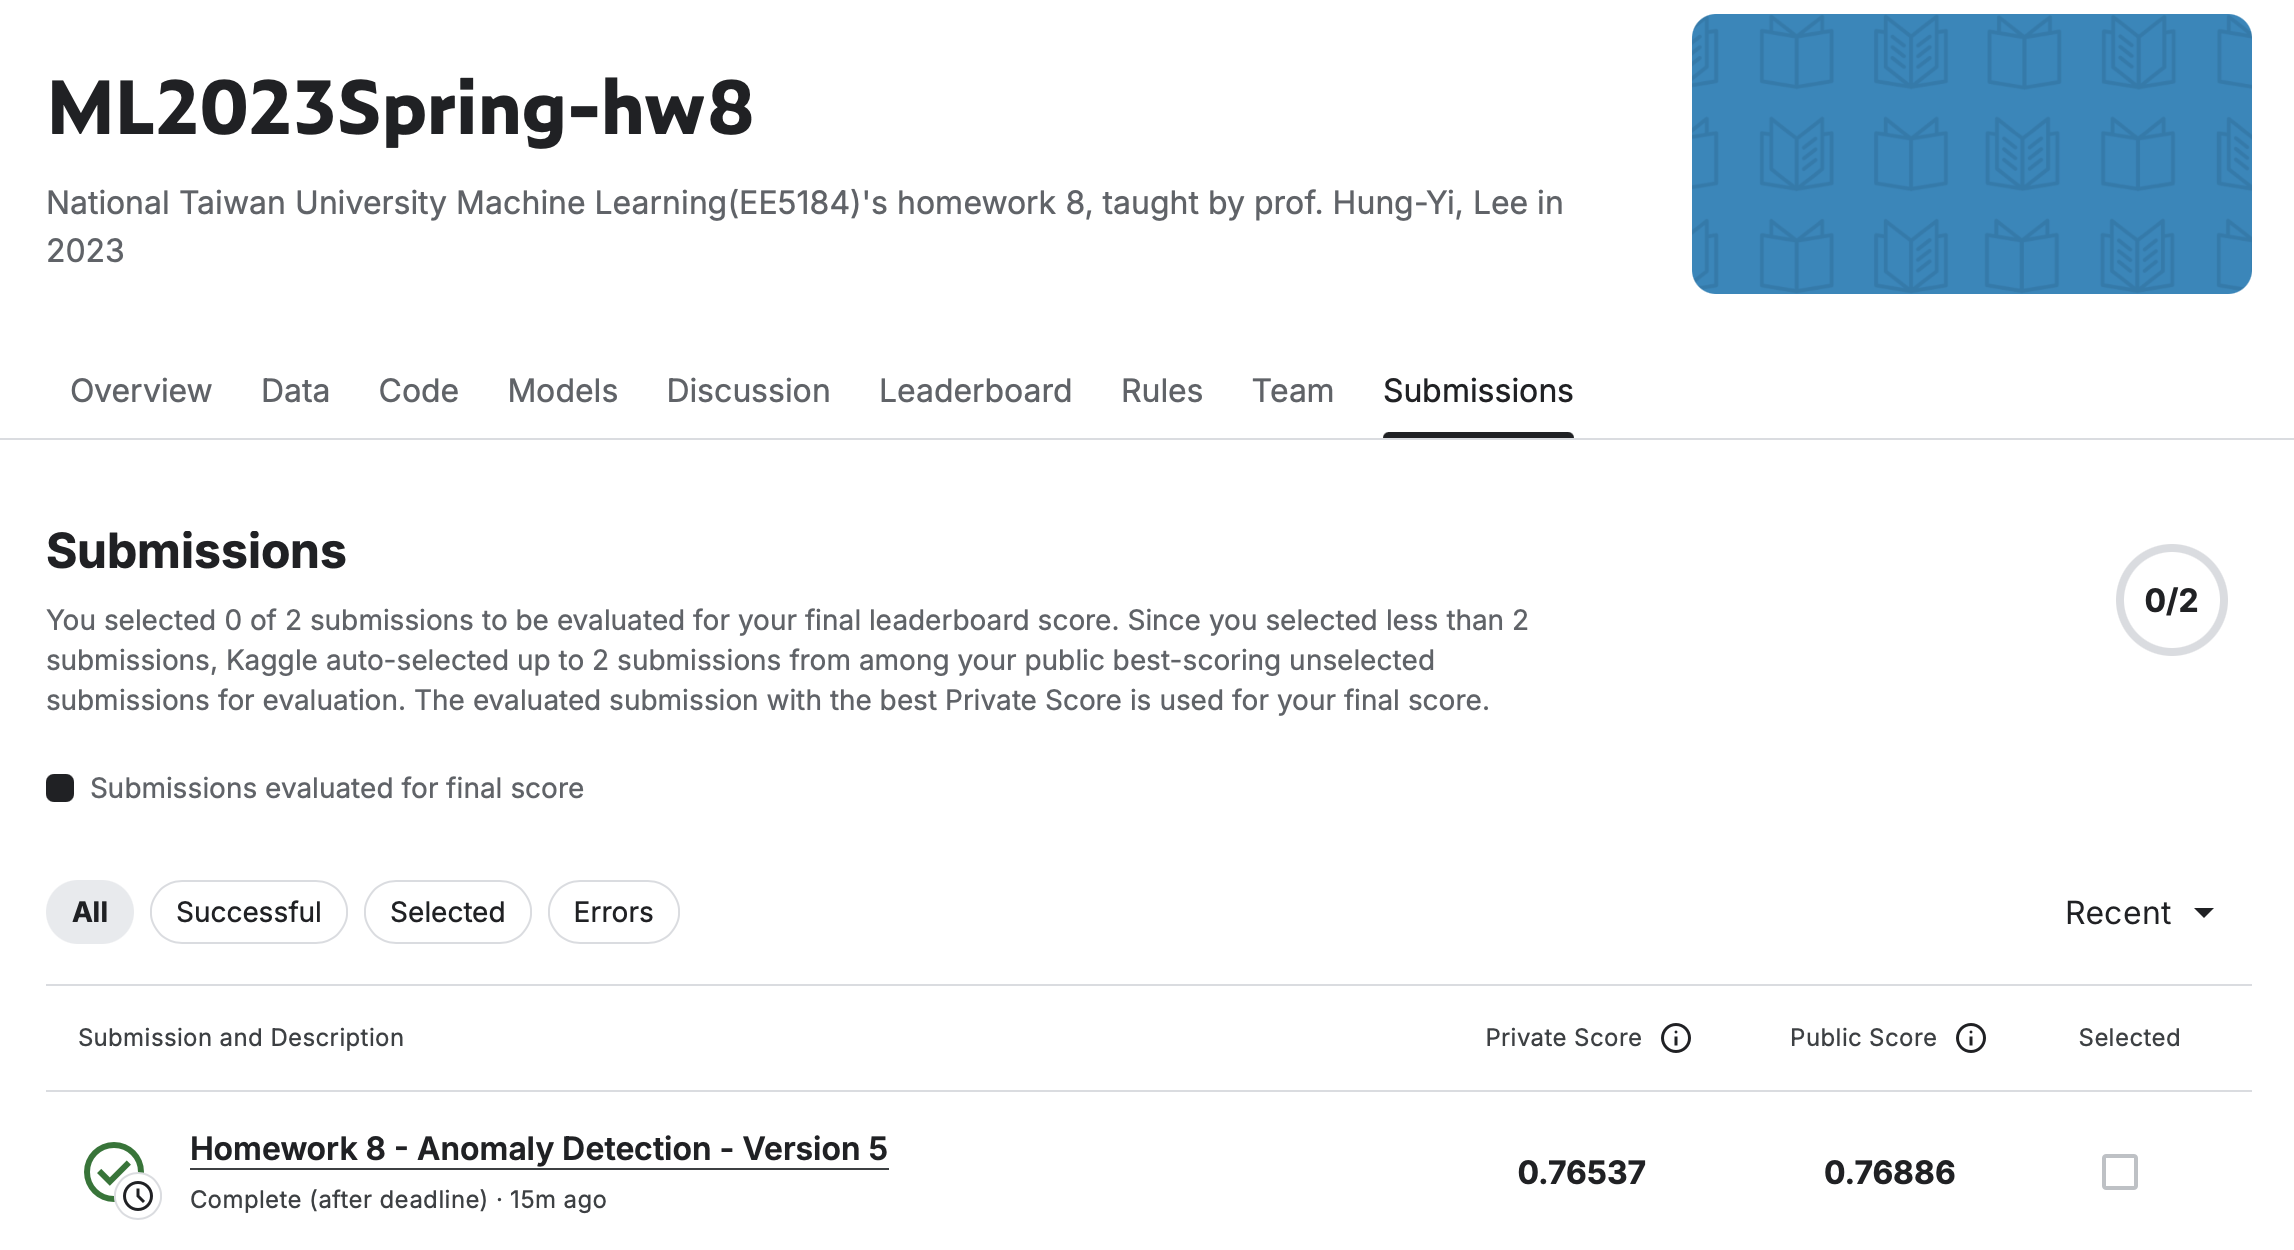 ML2023Spring-hw8
National Taiwan University Machine Learning(EE5184)'s homework 8, taught by prof. Hung-Yi, Lee in
2023
Overview Data Code Models Discussion Leaderboard Rules Team Submissions
Submissions
0/2
You selected 0 of 2 submissions to be evaluated for your final leaderboard score. Since you selected less than 2
submissions, Kaggle auto-selected up to 2 submissions from among your public best-scoring unselected
submissions for evaluation. The evaluated submission with the best Private Score is used for your final score.
Submissions evaluated for final score
All Successful Selected Errors Recent
Submission and Description Private Score Public Score Selected
Homework 8 - Anomaly Detection - Version 5 0.76537 0.76886
Complete (after deadline) · 15m ago